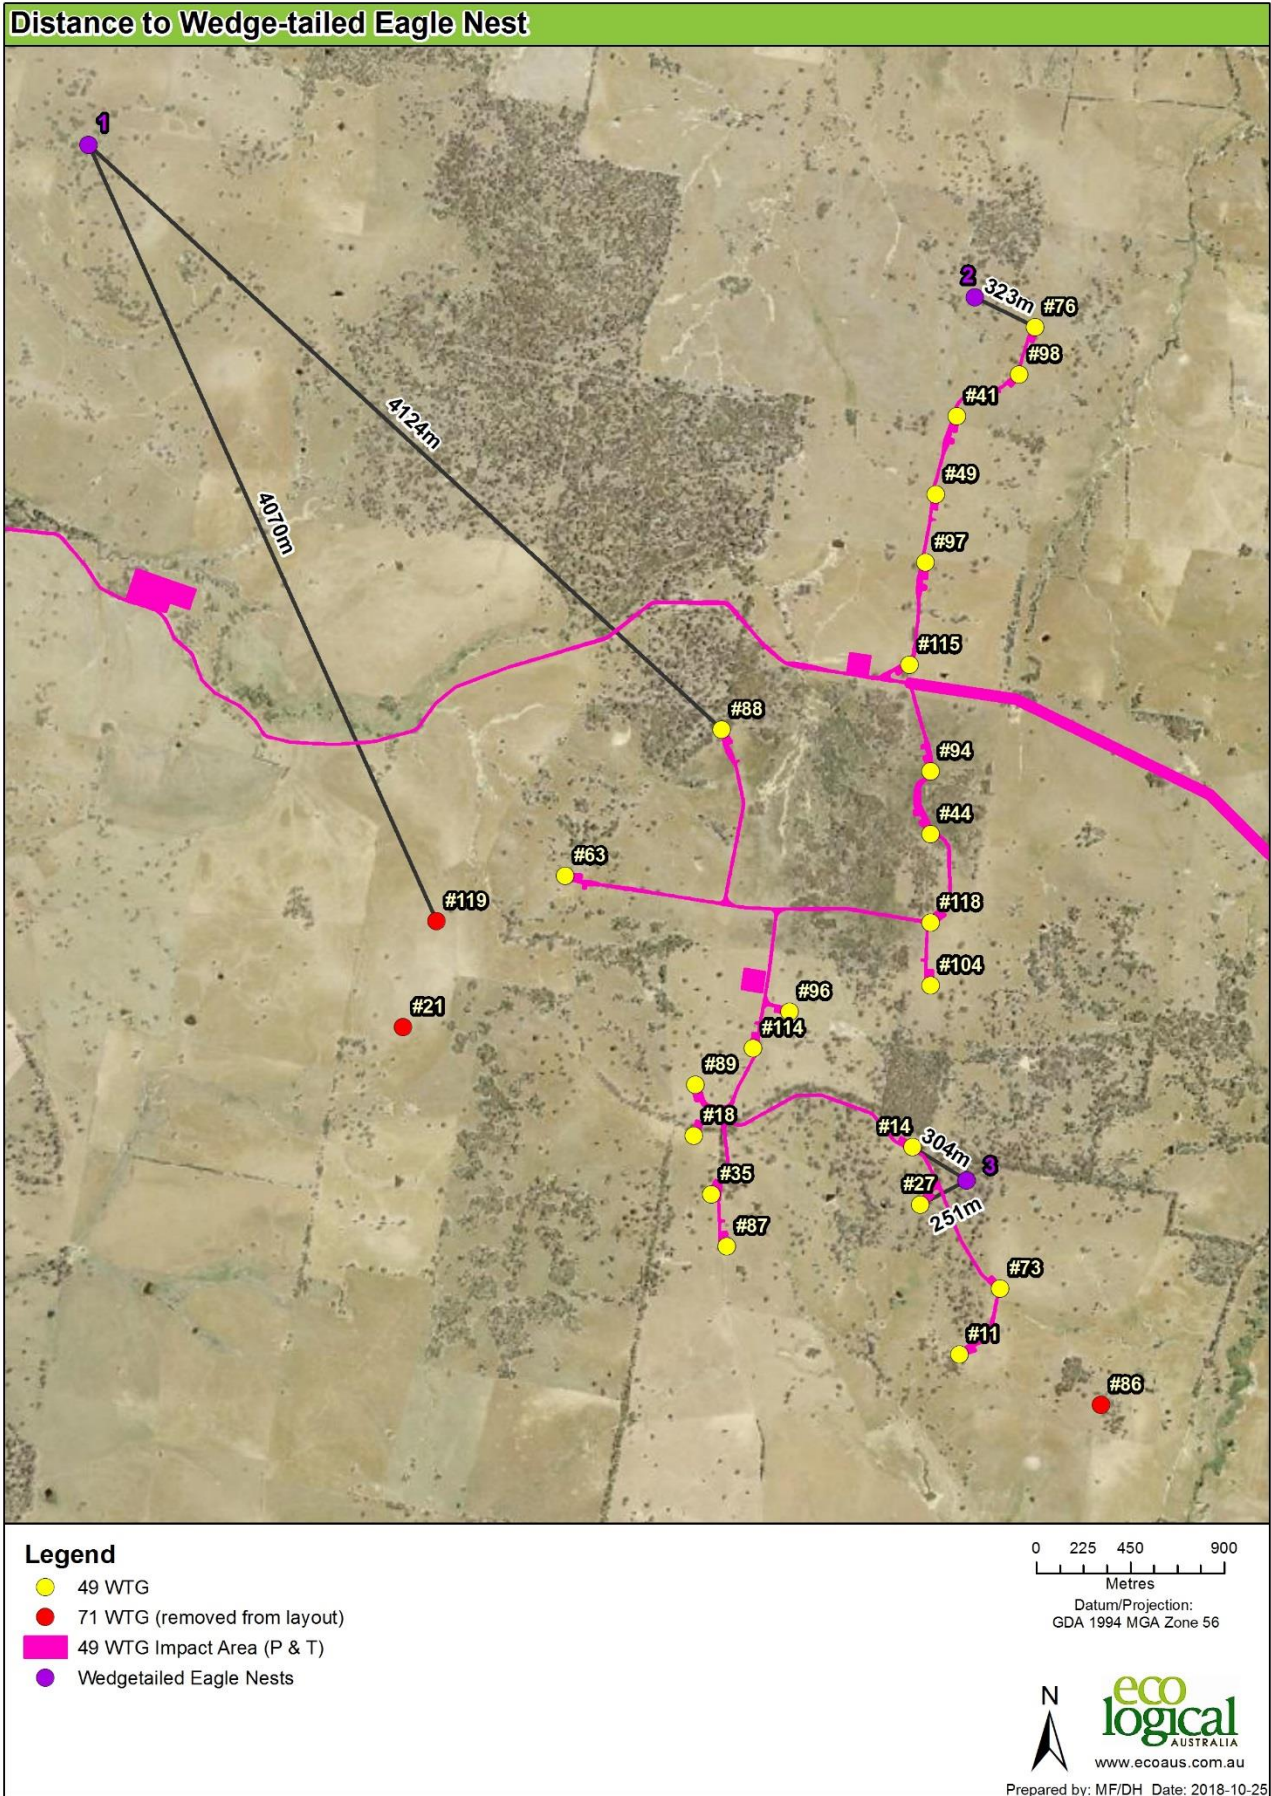 Distance to Wedge-tailed Eagle Nest
1
2
323m
#76
#98
#41
4124m
#49
4070m
#97
#115
#88
#94
#44
#63
#119
#118
#104
#21
#96
#114
#89
#18
#14
304m
3
#35
#27
251m
#87
#73
#11
#86
Legend
49 WTG
71 WTG (removed from layout)
49 WTG Impact Area (P & T)
Wedgetailed Eagle Nests
0 225 450 900
Metres
Datum/Projection:
GDA 1994 MGA Zone 56
N
eco
logical
AUSTRALIA
www.ecoaus.com.au
Prepared by: MF/DH Date: 2018-10-25